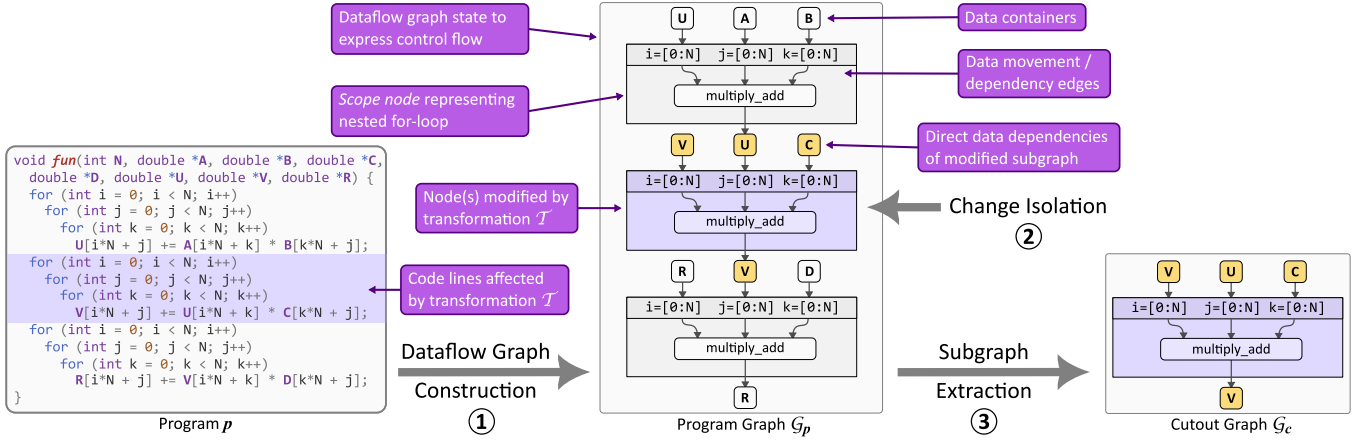 Dataflow graph state to
express control flow
Scope node representing
nested for-loop
void fun(int N, double *A, double *B, double *C,
double *D, double *U, double *V, double *R) {
for (int i = 0; i < N; i++)
for (int j = 0; j < N; j++)
for (int k = 0; k < N; k++)
U[i*N + j] += A[i*N + k] * B[k*N + j];
for (int i = 0; i < N; i++)
for (int j = 0; j < N; j++)
for (int k = 0; k < N; k++)
V[i*N + j] += U[i*N + k] * C[k*N + j];
for (int i = 0; i < N; i++)
for (int j = 0; j < N; j++)
for (int k = 0; k < N; k++)
R[i*N + j] += V[i*N + k] * D[k*N + j];
}
Program p
Node(s) modified by
transformation 𝒯
Code lines affected
by transformation 𝒯
Dataflow Graph
Construction
1
U A B
i=[0:N] j=[0:N] k=[0:N]
multiply_add
V U C
i=[0:N] j=[0:N] k=[0:N]
multiply_add
R V D
i=[0:N] j=[0:N] k=[0:N]
multiply_add
R
Program Graph 𝒢p
Data containers
Data movement /
dependency edges
Direct data dependencies
of modified subgraph
Change Isolation
2
Subgraph
Extraction
3
V U C
i=[0:N] j=[0:N] k=[0:N]
multiply_add
V
Cutout Graph 𝒢c